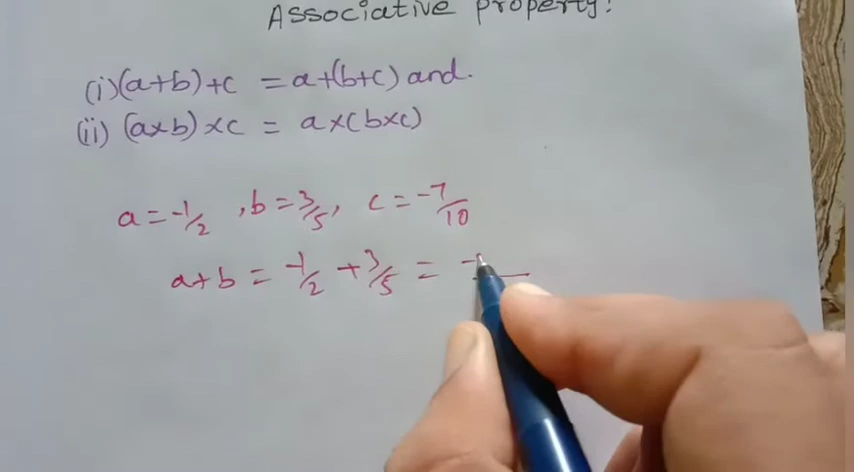 Associative property:
(i) (a+b)+c = a+(b+c) and.
(ii) (a×b)×c = a×(b×c)
a = -1/2, b = 3/5, c = -7/10
a+b = -1/2 + 3/5 =